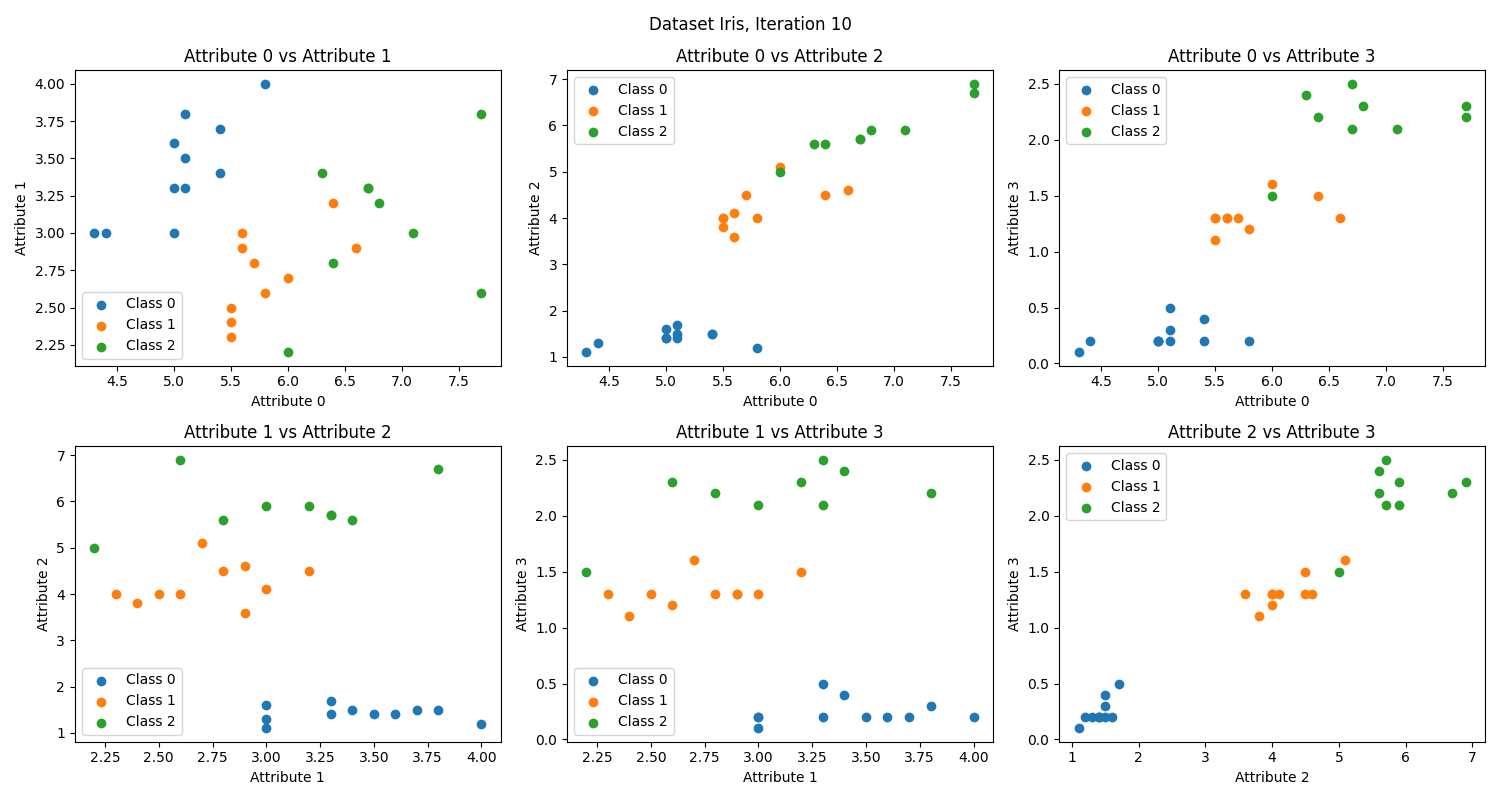 Dataset Iris, Iteration 10
Attribute 0 vs Attribute 1
4.00
3.75
3.50
3.25
3.00
2.75
2.50
2.25
Attribute 1
Class 0
Class 1
Class 2
4.5 5.0 5.5 6.0 6.5 7.0 7.5
Attribute 0
Attribute 0 vs Attribute 2
7
6
5
4
3
2
1
Attribute 2
Class 0
Class 1
Class 2
4.5 5.0 5.5 6.0 6.5 7.0 7.5
Attribute 0
Attribute 0 vs Attribute 3
2.5
2.0
1.5
1.0
0.5
0.0
Attribute 3
Class 0
Class 1
Class 2
4.5 5.0 5.5 6.0 6.5 7.0 7.5
Attribute 0
Attribute 1 vs Attribute 2
7
6
5
4
3
2
1
Attribute 2
Class 0
Class 1
Class 2
2.25 2.50 2.75 3.00 3.25 3.50 3.75 4.00
Attribute 1
Attribute 1 vs Attribute 3
2.5
2.0
1.5
1.0
0.5
0.0
Attribute 3
Class 0
Class 1
Class 2
2.25 2.50 2.75 3.00 3.25 3.50 3.75 4.00
Attribute 1
Attribute 2 vs Attribute 3
2.5
2.0
1.5
1.0
0.5
0.0
Attribute 3
Class 0
Class 1
Class 2
1 2 3 4 5 6 7
Attribute 2